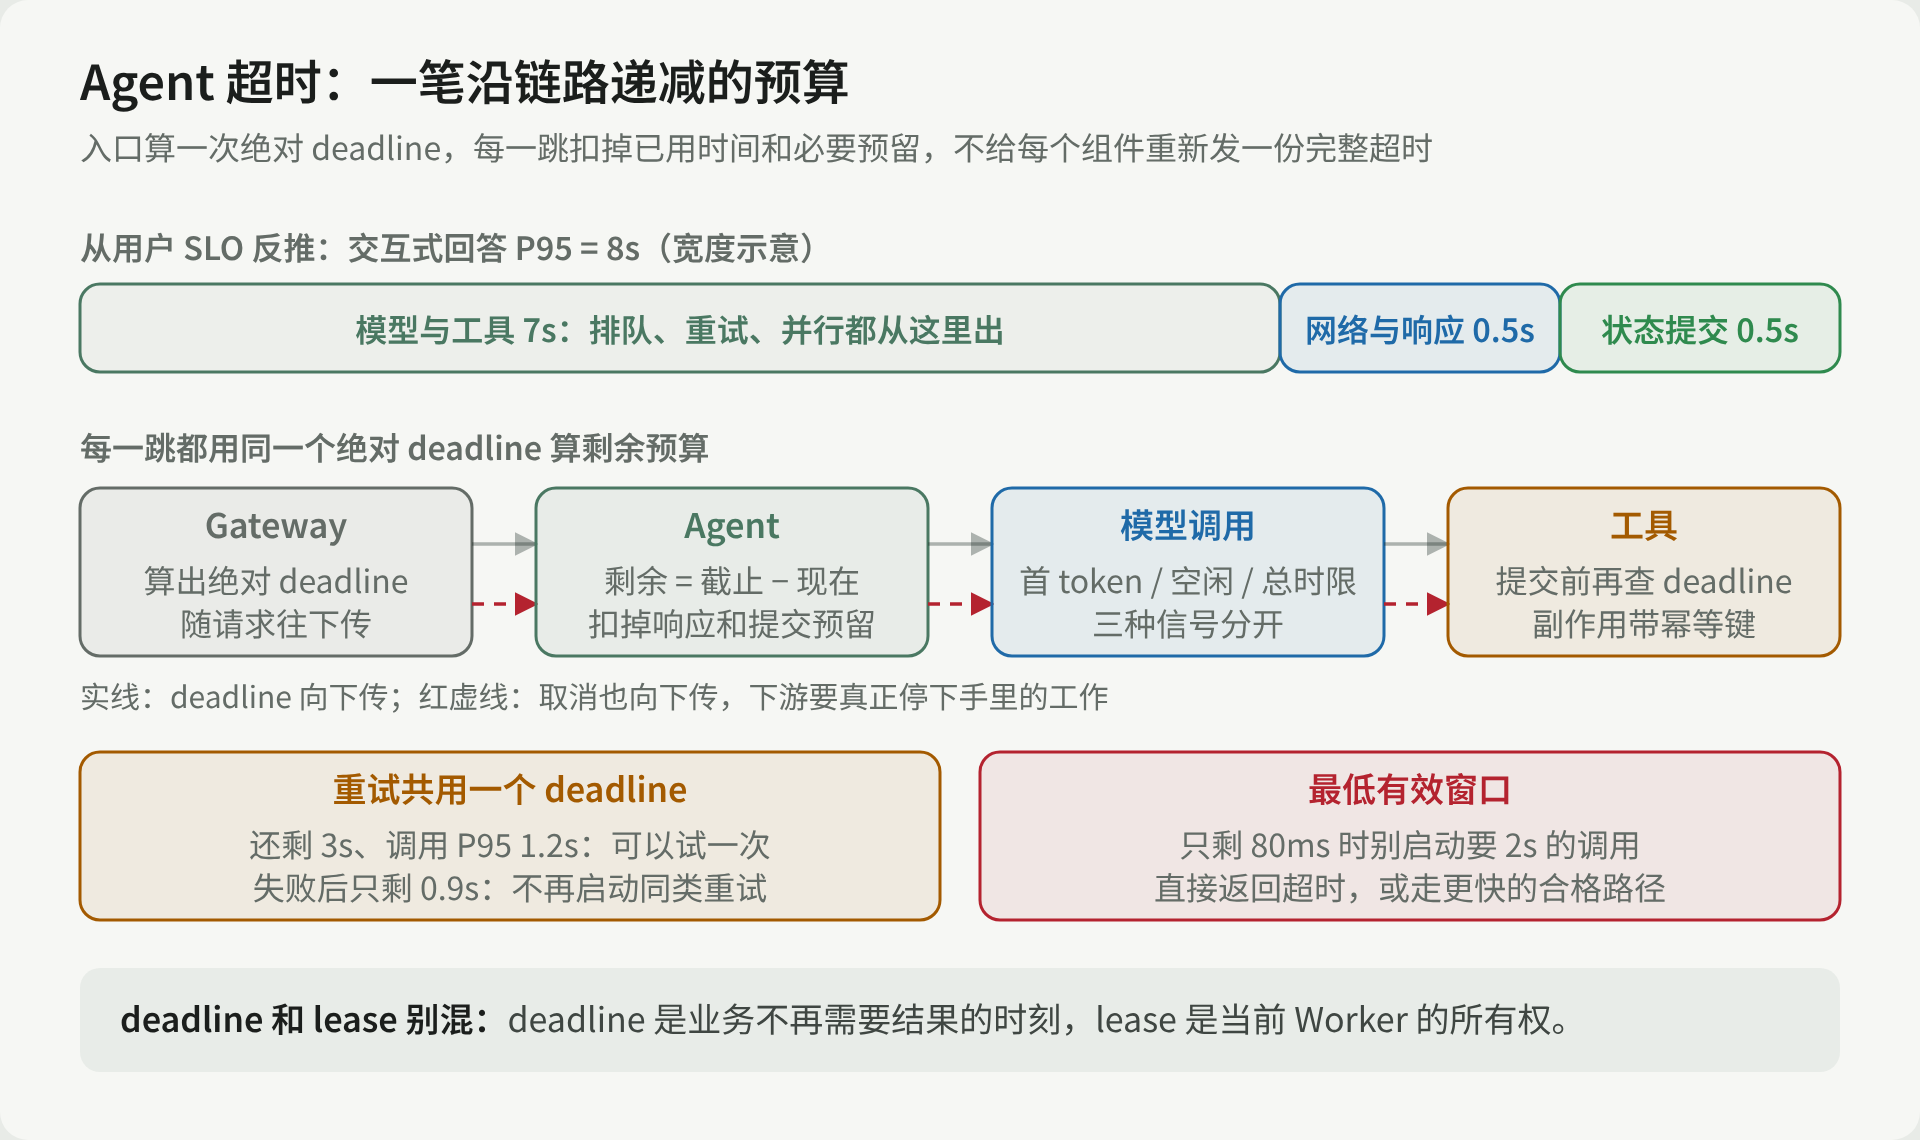 Agent 超时：一笔沿链路递减的预算
入口算一次绝对 deadline，每一跳扣掉已用时间和必要预留，不给每个组件重新发一份完整超时
从用户 SLO 反推：交互式回答 P95 = 8s（宽度示意）
模型与工具 7s：排队、重试、并行都从这里出
网络与响应 0.5s
状态提交 0.5s
每一跳都用同一个绝对 deadline 算剩余预算
Gateway
算出绝对 deadline
随请求往下传
Agent
剩余 = 截止 − 现在
扣掉响应和提交预留
模型调用
首 token / 空闲 / 总时限
三种信号分开
工具
提交前再查 deadline
副作用带幂等键
实线：deadline 向下传；红虚线：取消也向下传，下游要真正停下手里的工作
重试共用一个 deadline
还剩 3s、调用 P95 1.2s：可以试一次
失败后只剩 0.9s：不再启动同类重试
最低有效窗口
只剩 80ms 时别启动要 2s 的调用
直接返回超时，或走更快的合格路径
deadline 和 lease 别混：deadline 是业务不再需要结果的时刻，lease 是当前 Worker 的所有权。